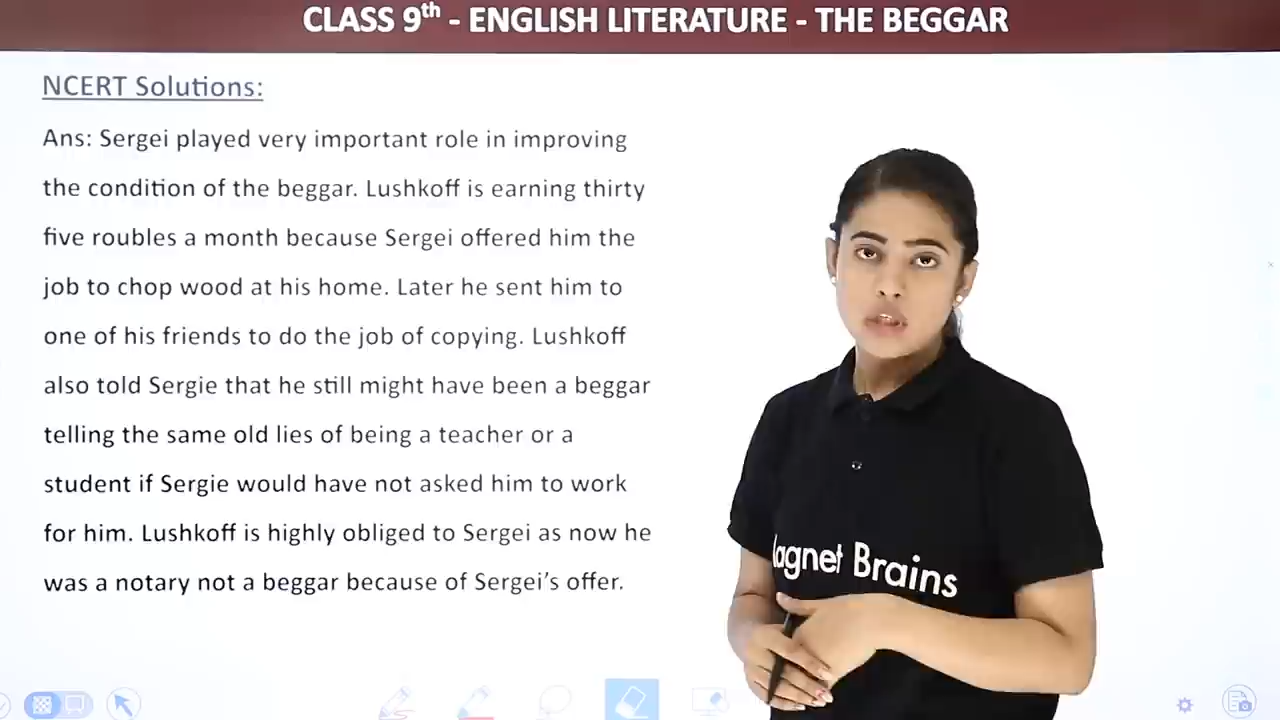 CLASS 9th - ENGLISH LITERATURE - THE BEGGAR
NCERT Solutions:
Ans: Sergei played very important role in improving
the condition of the beggar. Lushkoff is earning thirty
five roubles a month because Sergei offered him the
job to chop wood at his home. Later he sent him to
one of his friends to do the job of copying. Lushkoff
also told Sergie that he still might have been a beggar
telling the same old lies of being a teacher or a
student if Sergie would have not asked him to work
for him. Lushkoff is highly obliged to Sergei as now he
was a notary not a beggar because of Sergei's offer.
agnet Brains